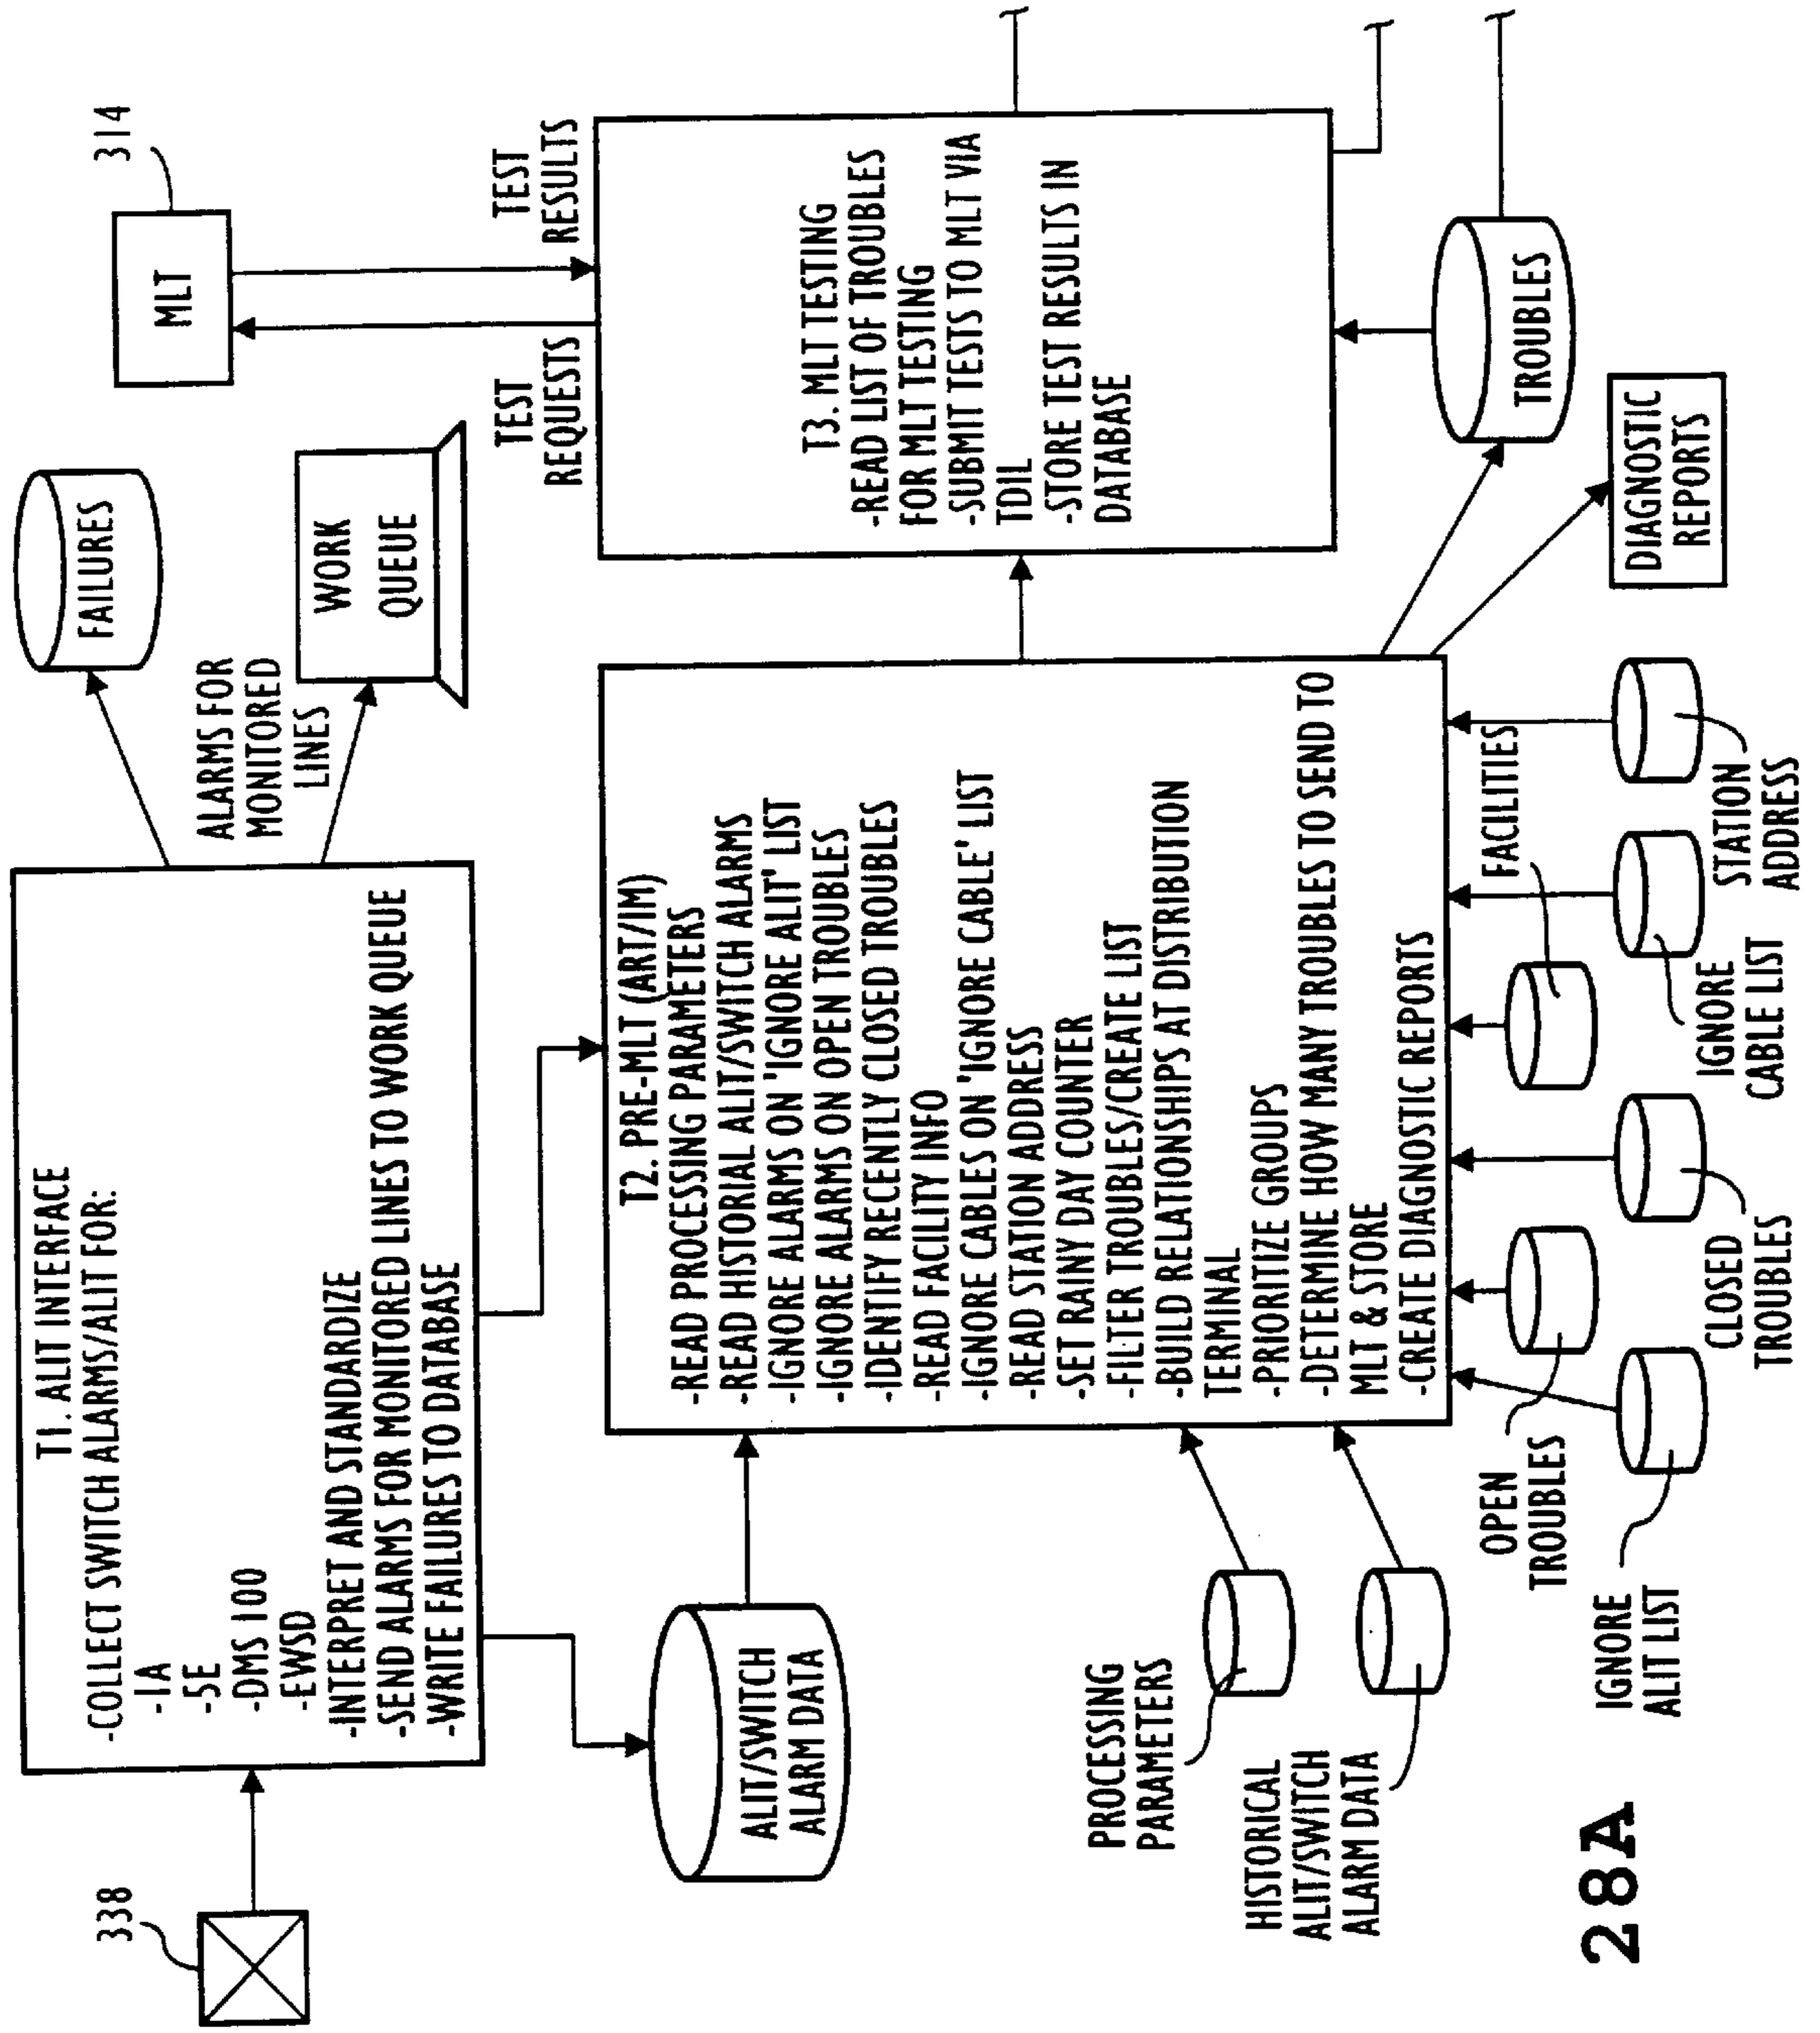 338
T1. ALIT INTERFACE
-COLLECT SWITCH ALARMS/ALIT FOR:
-1A
-5E
-DMS 100
-EWSD
-INTERPRET AND STANDARDIZE
-SEND ALARMS FOR MONITORED LINES TO WORK QUEUE
-WRITE FAILURES TO DATABASE
FAILURES
ALARMS FOR
MONITORED
LINES
WORK
QUEUE
MLT
314
TEST
REQUESTS
TEST
RESULTS
ALIT/SWITCH
ALARM DATA
T2. PRE-MLT (ART/IM)
-READ PROCESSING PARAMETERS
-READ HISTORIAL ALIT/SWITCH ALARMS
-IGNORE ALARMS ON 'IGNORE ALIT' LIST
-IGNORE ALARMS ON OPEN TROUBLES
-IDENTIFY RECENTLY CLOSED TROUBLES
-READ FACILITY INFO
-IGNORE CABLES ON 'IGNORE CABLE' LIST
-READ STATION ADDRESS
-SET RAINY DAY COUNTER
-FILTER TROUBLES/CREATE LIST
-BUILD RELATIONSHIPS AT DISTRIBUTION
TERMINAL
-PRIORITIZE GROUPS
-DETERMINE HOW MANY TROUBLES TO SEND TO
MLT & STORE
-CREATE DIAGNOSTIC REPORTS
T3. MLT TESTING
-READ LIST OF TROUBLES
FOR MLT TESTING
-SUBMIT TESTS TO MLT VIA
TDIL
-STORE TEST RESULTS IN
DATABASE
PROCESSING
PARAMETERS
HISTORICAL
ALIT/SWITCH
ALARM DATA
IGNORE
ALIT LIST
OPEN
TROUBLES
CLOSED
TROUBLES
FACILITIES
IGNORE
CABLE LIST
STATION
ADDRESS
TROUBLES
DIAGNOSTIC
REPORTS
28A